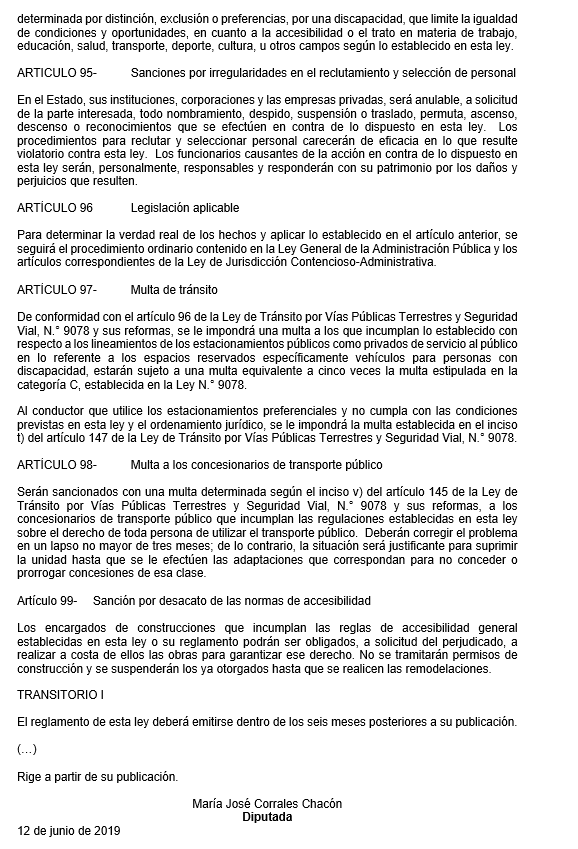 determinada por distinción, exclusión o preferencias, por una discapacidad, que limite la igualdad
de condiciones y oportunidades, en cuanto a la accesibilidad o el trato en materia de trabajo,
educación, salud, transporte, deporte, cultura, u otros campos según lo establecido en esta ley.
ARTICULO 95- Sanciones por irregularidades en el reclutamiento y selección de personal
En el Estado, sus instituciones, corporaciones y las empresas privadas, será anulable, a solicitud
de la parte interesada, todo nombramiento, despido, suspensión o traslado, permuta, ascenso,
descenso o reconocimientos que se efectúen en contra de lo dispuesto en esta ley. Los
procedimientos para reclutar y seleccionar personal carecerán de eficacia en lo que resulte
violatorio contra esta ley. Los funcionarios causantes de la acción en contra de lo dispuesto en
esta ley serán, personalmente, responsables y responderán con su patrimonio por los daños y
perjuicios que resulten.
ARTÍCULO 96 Legislación aplicable
Para determinar la verdad real de los hechos y aplicar lo establecido en el artículo anterior, se
seguirá el procedimiento ordinario contenido en la Ley General de la Administración Pública y los
artículos correspondientes de la Ley de Jurisdicción Contencioso-Administrativa.
ARTÍCULO 97- Multa de tránsito
De conformidad con el artículo 96 de la Ley de Tránsito por Vías Públicas Terrestres y Seguridad
Vial, N.° 9078 y sus reformas, se le impondrá una multa a los que incumplan lo establecido con
respecto a los lineamientos de los estacionamientos públicos como privados de servicio al público
en lo referente a los espacios reservados específicamente vehículos para personas con
discapacidad, estarán sujeto a una multa equivalente a cinco veces la multa estipulada en la
categoría C, establecida en la Ley N.° 9078.
Al conductor que utilice los estacionamientos preferenciales y no cumpla con las condiciones
previstas en esta ley y el ordenamiento jurídico, se le impondrá la multa establecida en el inciso
t) del artículo 147 de la Ley de Tránsito por Vías Públicas Terrestres y Seguridad Vial, N.° 9078.
ARTÍCULO 98- Multa a los concesionarios de transporte público
Serán sancionados con una multa determinada según el inciso v) del artículo 145 de la Ley de
Tránsito por Vías Públicas Terrestres y Seguridad Vial, N.° 9078 y sus reformas, a los
concesionarios de transporte público que incumplan las regulaciones establecidas en esta ley
sobre el derecho de toda persona de utilizar el transporte público. Deberán corregir el problema
en un lapso no mayor de tres meses; de lo contrario, la situación será justificante para suprimir
la unidad hasta que se le efectúen las adaptaciones que correspondan para no conceder o
prorrogar concesiones de esa clase.
Artículo 99- Sanción por desacato de las normas de accesibilidad
Los encargados de construcciones que incumplan las reglas de accesibilidad general
establecidas en esta ley o su reglamento podrán ser obligados, a solicitud del perjudicado, a
realizar a costa de ellos las obras para garantizar ese derecho. No se tramitarán permisos de
construcción y se suspenderán los ya otorgados hasta que se realicen las remodelaciones.
TRANSITORIO I
El reglamento de esta ley deberá emitirse dentro de los seis meses posteriores a su publicación.
(…)
Rige a partir de su publicación.
María José Corrales Chacón
Diputada
12 de junio de 2019